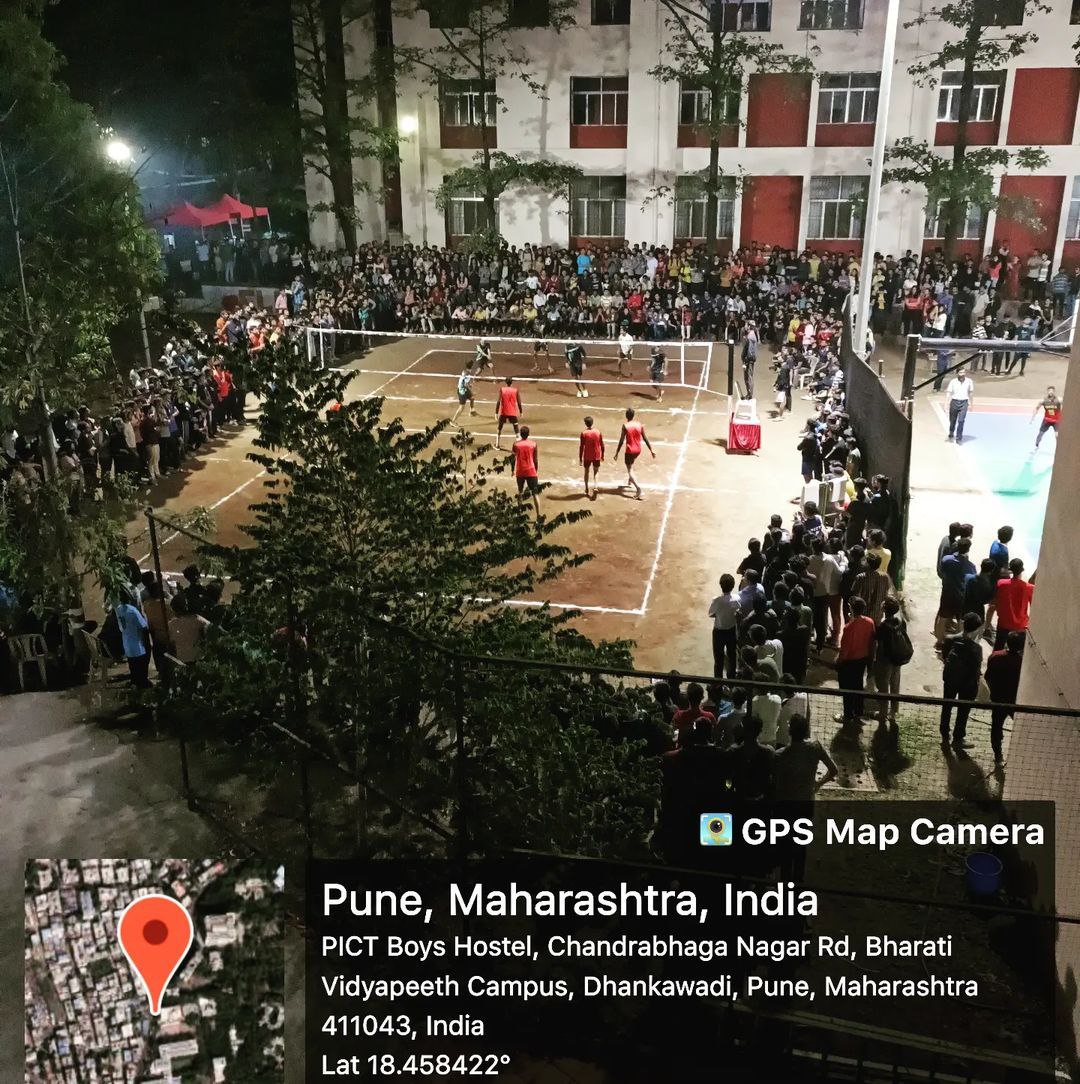 GPS Map Camera
Pune, Maharashtra, India
PICT Boys Hostel, Chandrabhaga Nagar Rd, Bharati
Vidyapeeth Campus, Dhankawadi, Pune, Maharashtra
411043, India
Lat 18.458422°